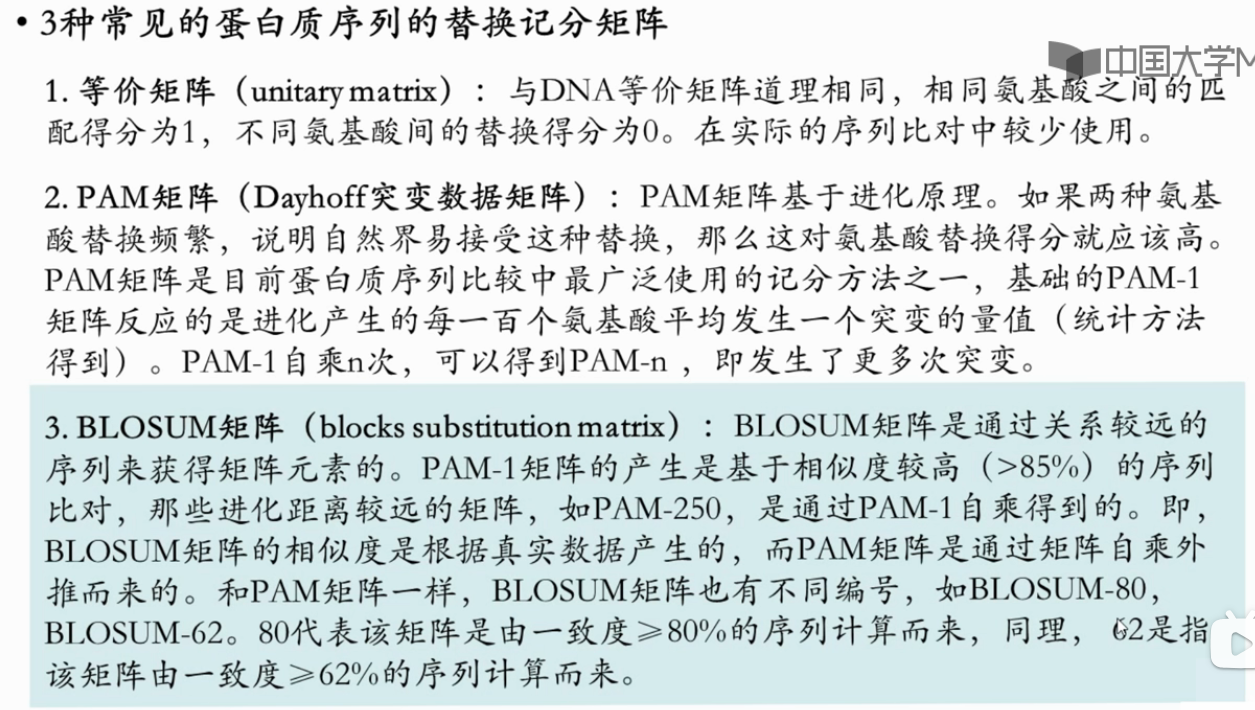 • 3种常见的蛋白质序列的替换记分矩阵
中国大学M
1. 等价矩阵（unitary matrix）：与DNA等价矩阵道理相同，相同氨基酸之间的匹
配得分为1，不同氨基酸间的替换得分为0。在实际的序列比对中较少使用。
2. PAM矩阵（Dayhoff突变数据矩阵）：PAM矩阵基于进化原理。如果两种氨基
酸替换频繁，说明自然界易接受这种替换，那么这对氨基酸替换得分就应该高。
PAM矩阵是目前蛋白质序列比较中最广泛使用的记分方法之一，基础的PAM-1
矩阵反应的是进化产生的每一百个氨基酸平均发生一个突变的量值（统计方法
得到）。PAM-1自乘n次，可以得到PAM-n ，即发生了更多次突变。
3. BLOSUM矩阵（blocks substitution matrix）：BLOSUM矩阵是通过关系较远的
序列来获得矩阵元素的。PAM-1矩阵的产生是基于相似度较高（>85%）的序列
比对，那些进化距离较远的矩阵，如PAM-250，是通过PAM-1自乘得到的。即，
BLOSUM矩阵的相似度是根据真实数据产生的，而PAM矩阵是通过矩阵自乘外
推而来的。和PAM矩阵一样，BLOSUM矩阵也有不同编号，如BLOSUM-80，
BLOSUM-62。80代表该矩阵是由一致度≥80%的序列计算而来，同理，62是指
该矩阵由一致度≥62%的序列计算而来。